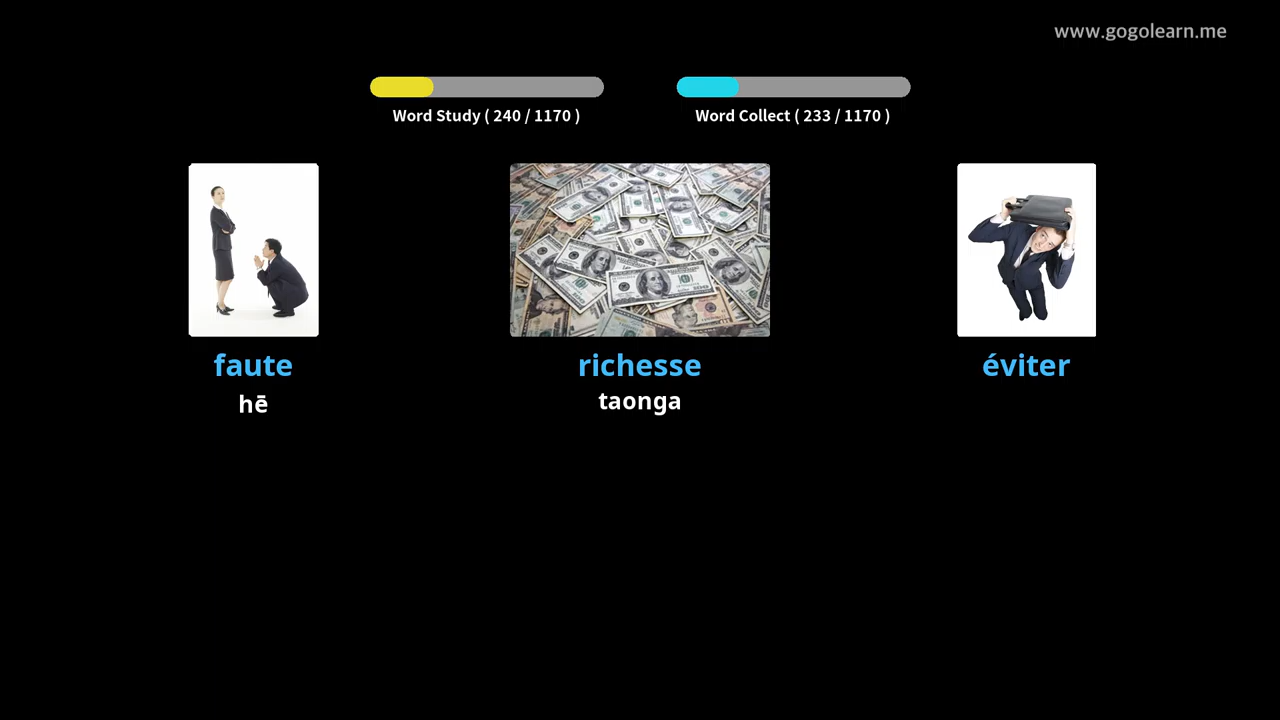 www.gogolearn.me
Word Study ( 240 / 1170 )
Word Collect ( 233 / 1170 )
faute
richesse
éviter
hē
taonga